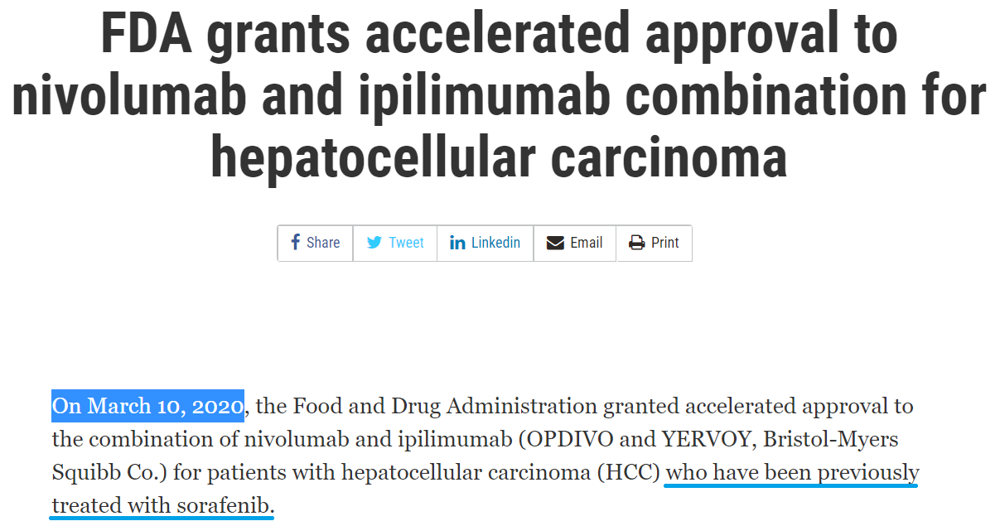 FDA grants accelerated approval to
nivolumab and ipilimumab combination for
hepatocellular carcinoma
Share Tweet Linkedin Email Print
On March 10, 2020, the Food and Drug Administration granted accelerated approval to
the combination of nivolumab and ipilimumab (OPDIVO and YERVOY, Bristol-Myers
Squibb Co.) for patients with hepatocellular carcinoma (HCC) who have been previously
treated with sorafenib.